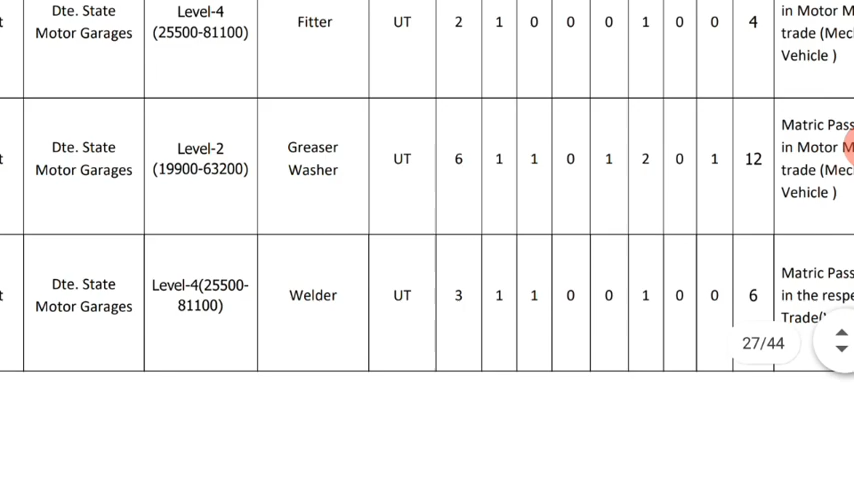 t Dte. State Motor Garages Level-4 (25500-81100) Fitter UT 2 1 0 0 0 1 0 0 4 in Motor M trade (Mec Vehicle )
t Dte. State Motor Garages Level-2 (19900-63200) Greaser Washer UT 6 1 1 0 1 2 0 1 12 Matric Pass in Motor M trade (Mec Vehicle )
t Dte. State Motor Garages Level-4(25500-81100) Welder UT 3 1 1 0 0 1 0 0 6 Matric Pass in the respe Trade(
27/44